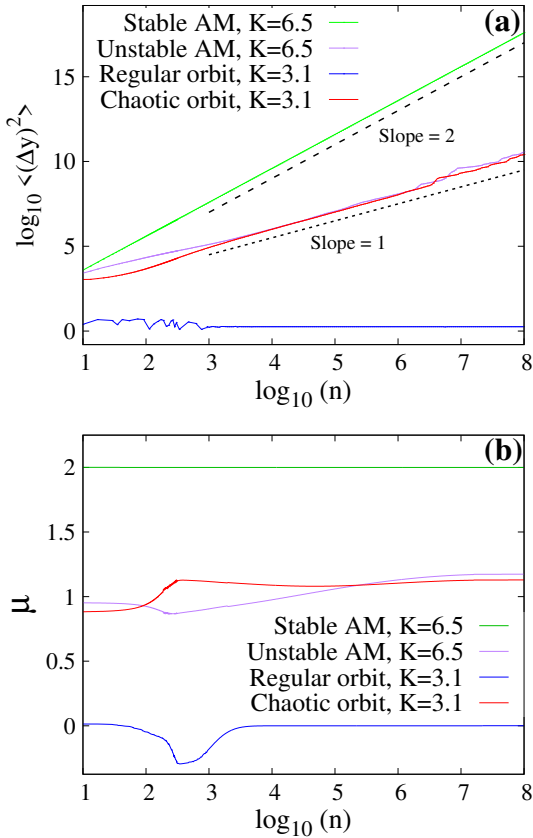 (a)
Stable AM, K=6.5
Unstable AM, K=6.5
Regular orbit, K=3.1
Chaotic orbit, K=3.1
Slope = 2
Slope = 1
log10 <(Δy)^2>
15
10
5
0
1 2 3 4 5 6 7 8
log10 (n)
(b)
μ
2
1.5
1
0.5
0
Stable AM, K=6.5
Unstable AM, K=6.5
Regular orbit, K=3.1
Chaotic orbit, K=3.1
1 2 3 4 5 6 7 8
log10 (n)